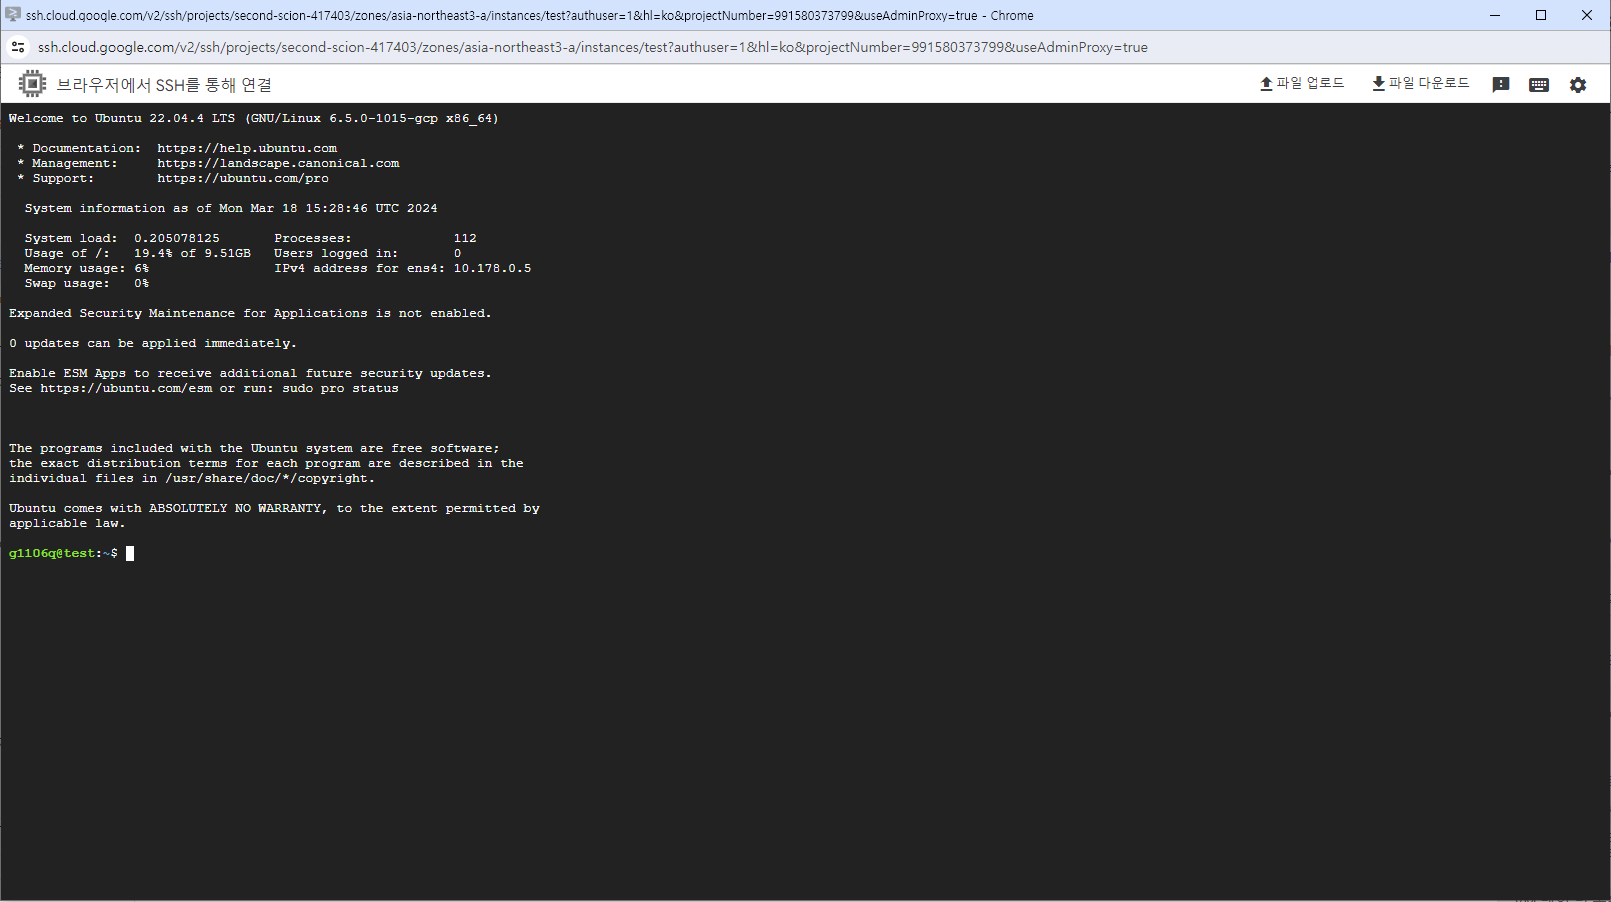 ssh.cloud.google.com/v2/ssh/projects/second-scion-417403/zones/asia-northeast3-a/instances/test?authuser=1&hl=ko&projectNumber=991580373799&useAdminProxy=true - Chrome
ssh.cloud.google.com/v2/ssh/projects/second-scion-417403/zones/asia-northeast3-a/instances/test?authuser=1&hl=ko&projectNumber=991580373799&useAdminProxy=true
브라우저에서 SSH를 통해 연결 파일 업로드 파일 다운로드
Welcome to Ubuntu 22.04.4 LTS (GNU/Linux 6.5.0-1015-gcp x86_64)
* Documentation:  https://help.ubuntu.com
* Management:     https://landscape.canonical.com
* Support:        https://ubuntu.com/pro
System information as of Mon Mar 18 15:28:46 UTC 2024
System load:  0.205078125       Processes:             112
Usage of /:   19.4% of 9.51GB   Users logged in:       0
Memory usage: 6%                IPv4 address for ens4: 10.178.0.5
Swap usage:   0%
Expanded Security Maintenance for Applications is not enabled.
0 updates can be applied immediately.
Enable ESM Apps to receive additional future security updates.
See https://ubuntu.com/esm or run: sudo pro status
The programs included with the Ubuntu system are free software;
the exact distribution terms for each program are described in the
individual files in /usr/share/doc/*/copyright.
Ubuntu comes with ABSOLUTELY NO WARRANTY, to the extent permitted by
applicable law.
g1106q@test:~$